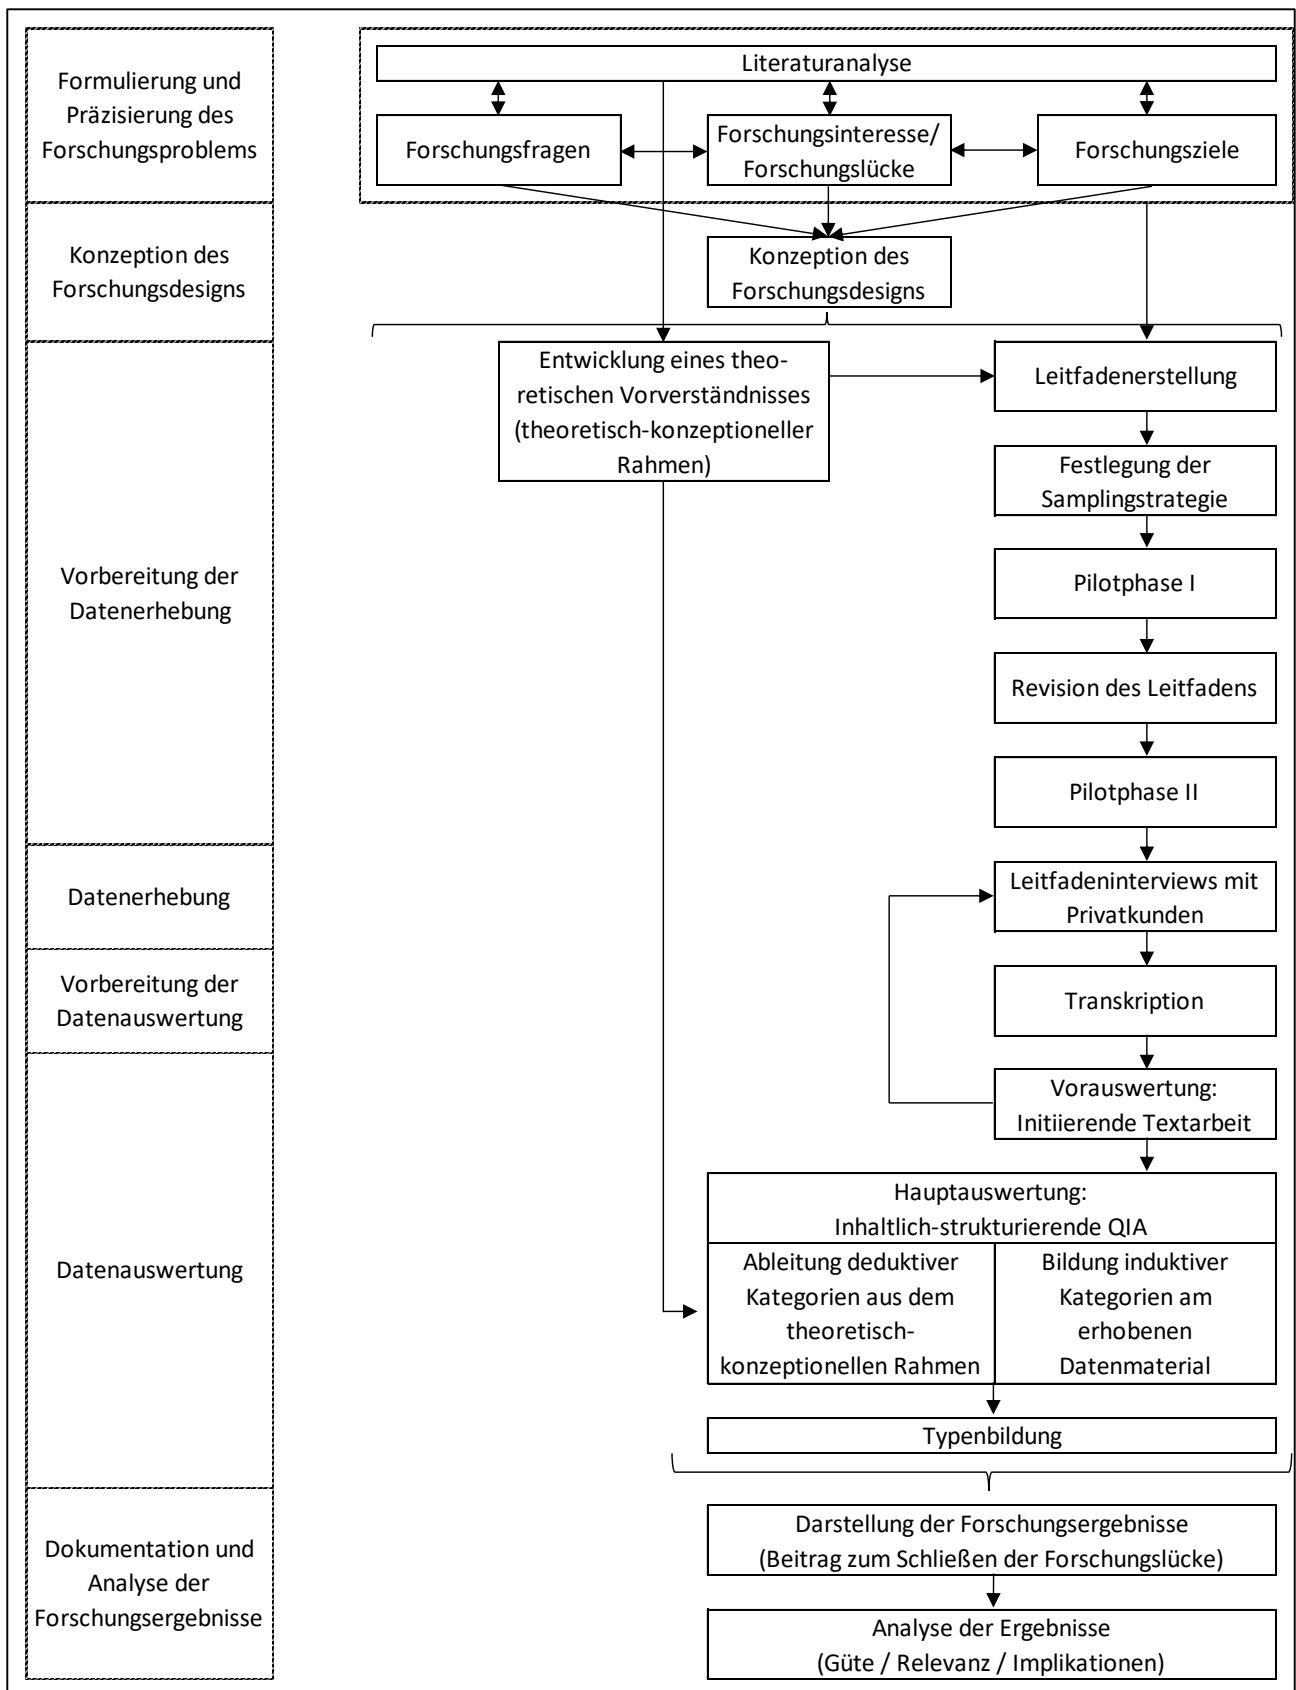 Formulierung und
Präzisierung des
Forschungsproblems
Literaturanalyse
Forschungsfragen
Forschungsinteresse/
Forschungslücke
Forschungsziele
Konzeption des
Forschungsdesigns
Konzeption des
Forschungsdesigns
Vorbereitung der
Datenerhebung
Entwicklung eines theo-
retischen Vorverständnisses
(theoretisch-konzeptioneller
Rahmen)
Leitfadenerstellung
Festlegung der
Samplingstrategie
Pilotphase I
Revision des Leitfadens
Pilotphase II
Datenerhebung
Leitfadeninterviews mit
Privatkunden
Vorbereitung der
Datenauswertung
Transkription
Datenauswertung
Vorauswertung:
Initiierende Textarbeit
Hauptauswertung:
Inhaltlich-strukturierende QIA
Ableitung deduktiver
Kategorien aus dem
theoretisch-
konzeptionellen Rahmen
Bildung induktiver
Kategorien am
erhobenen
Datenmaterial
Typenbildung
Dokumentation und
Analyse der
Forschungsergebnisse
Darstellung der Forschungsergebnisse
(Beitrag zum Schließen der Forschungslücke)
Analyse der Ergebnisse
(Güte / Relevanz / Implikationen)